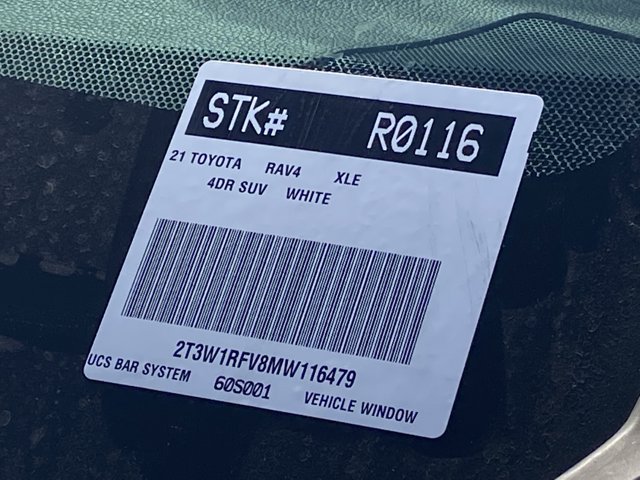 STK# R0116
21 TOYOTA RAV4 XLE
4DR SUV WHITE
2T3W1RFV8MW116479
UCS BAR SYSTEM 60S001 VEHICLE WINDOW